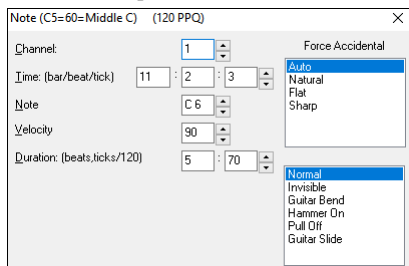 Note (C5=60=Middle C) (120 PPQ)
Channel: 1
Time: (bar/beat/tick) 11 : 2 : 3
Note C 6
Velocity 90
Duration: (beats,ticks/120) 5 : 70
Force Accidental
Auto
Natural
Flat
Sharp
Normal
Invisible
Guitar Bend
Hammer On
Pull Off
Guitar Slide